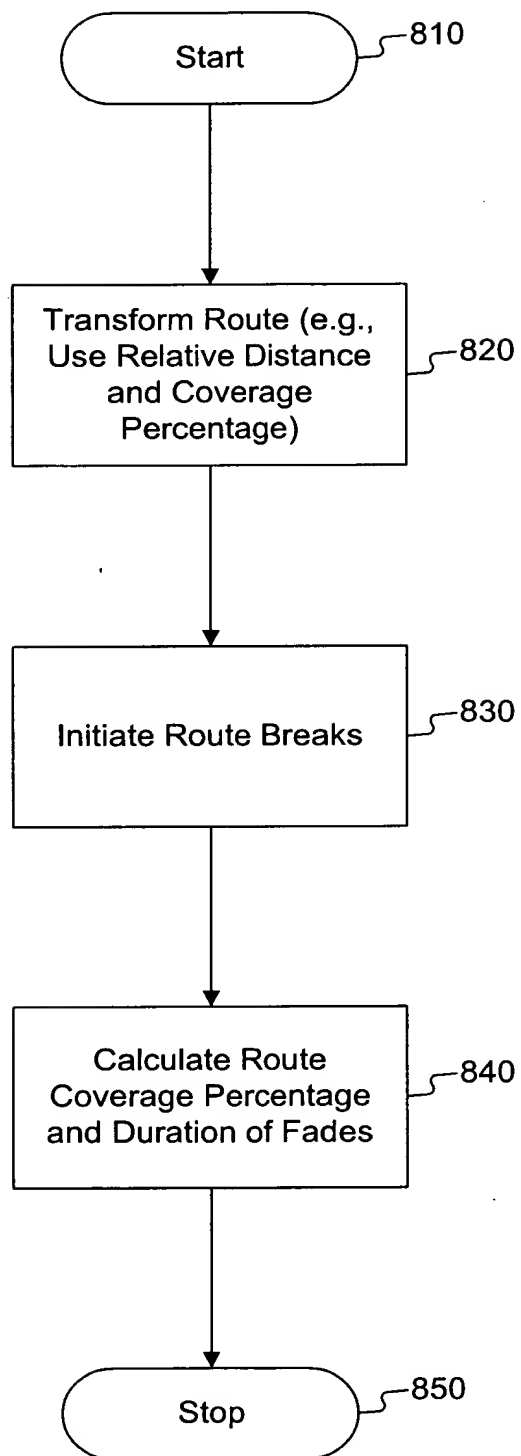 Start
810
Transform Route (e.g.,
Use Relative Distance
and Coverage
Percentage)
820
Initiate Route Breaks
830
Calculate Route
Coverage Percentage
and Duration of Fades
840
Stop
850